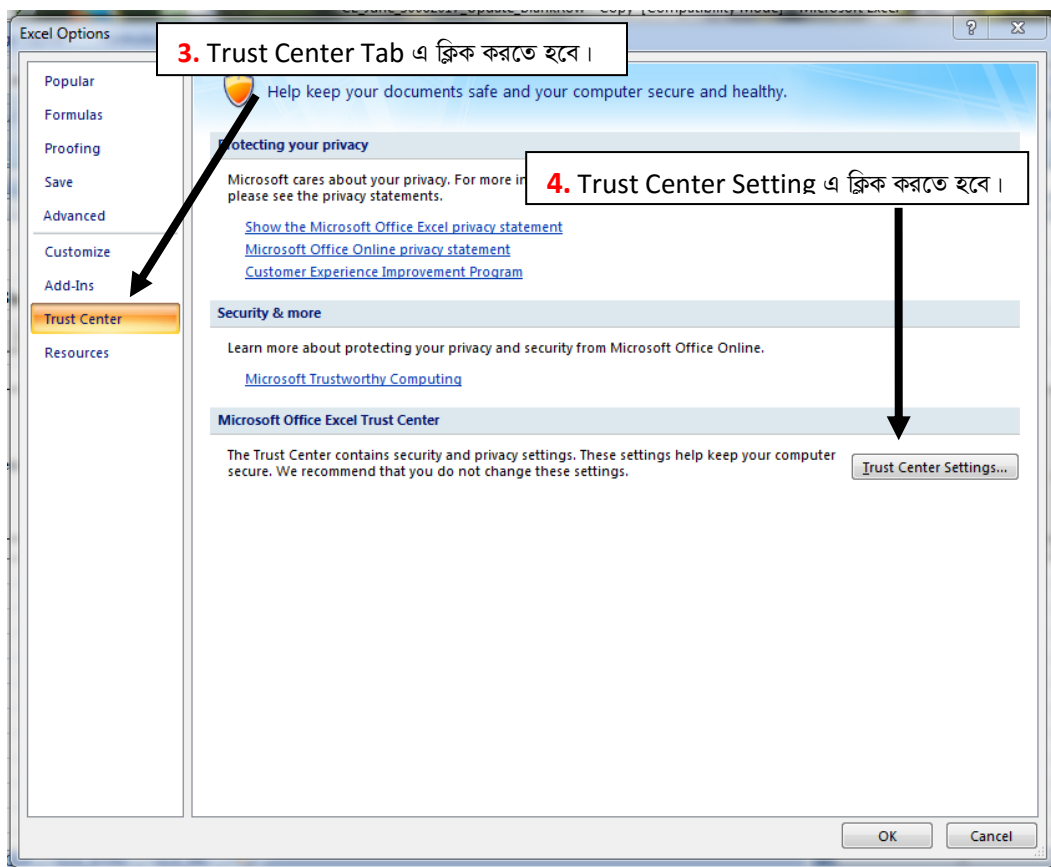 Excel Options
3. Trust Center Tab এ ক্লিক করতে হবে।
Popular
Formulas
Proofing
Save
Advanced
Customize
Add-Ins
Trust Center
Resources
Help keep your documents safe and your computer secure and healthy.
Protecting your privacy
4. Trust Center Setting এ ক্লিক করতে হবে।
Microsoft cares about your privacy. For more
please see the privacy statements.
Show the Microsoft Office Excel privacy statement
Microsoft Office Online privacy statement
Customer Experience Improvement Program
Security & more
Learn more about protecting your privacy and security from Microsoft Office Online.
Microsoft Trustworthy Computing
Microsoft Office Excel Trust Center
The Trust Center contains security and privacy settings. These settings help keep your computer
secure. We recommend that you do not change these settings.
Trust Center Settings...
OK
Cancel